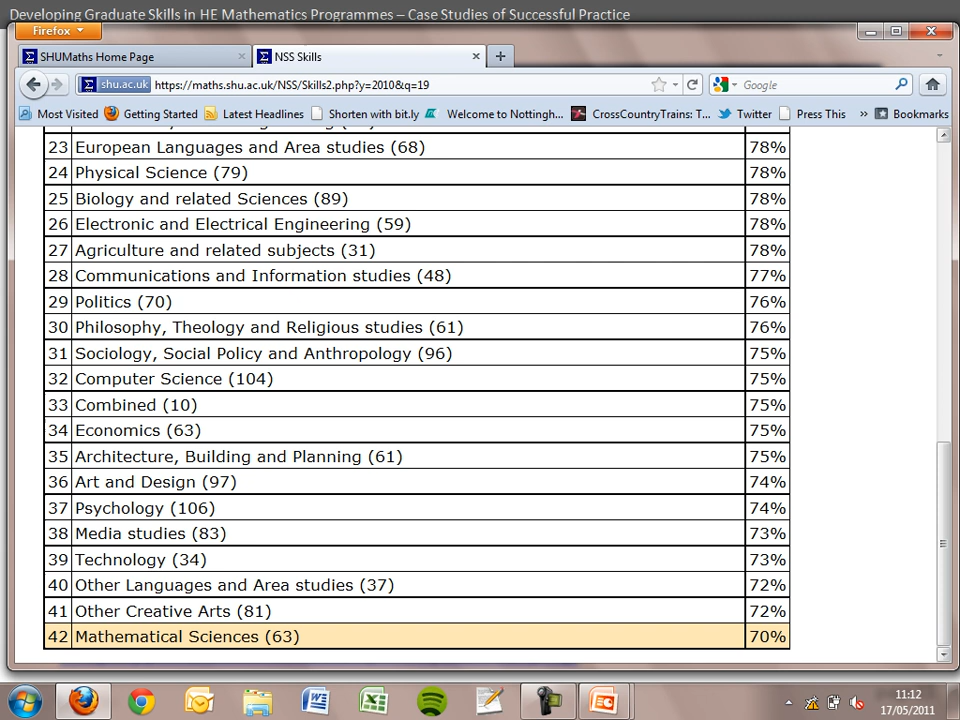 Developing Graduate Skills in HE Mathematics Programmes – Case Studies of Successful Practice
Firefox
SHUMaths Home Page
NSS Skills
shu.ac.uk https://maths.shu.ac.uk/NSS/Skills2.php?y=2010&q=19
Google
Most Visited Getting Started Latest Headlines Shorten with bit.ly Welcome to Nottingh... CrossCountryTrains: T... Twitter Press This » Bookmarks
23 European Languages and Area studies (68) 78%
24 Physical Science (79) 78%
25 Biology and related Sciences (89) 78%
26 Electronic and Electrical Engineering (59) 78%
27 Agriculture and related subjects (31) 78%
28 Communications and Information studies (48) 77%
29 Politics (70) 76%
30 Philosophy, Theology and Religious studies (61) 76%
31 Sociology, Social Policy and Anthropology (96) 75%
32 Computer Science (104) 75%
33 Combined (10) 75%
34 Economics (63) 75%
35 Architecture, Building and Planning (61) 75%
36 Art and Design (97) 74%
37 Psychology (106) 74%
38 Media studies (83) 73%
39 Technology (34) 73%
40 Other Languages and Area studies (37) 72%
41 Other Creative Arts (81) 72%
42 Mathematical Sciences (63) 70%
11:12
17/05/2011